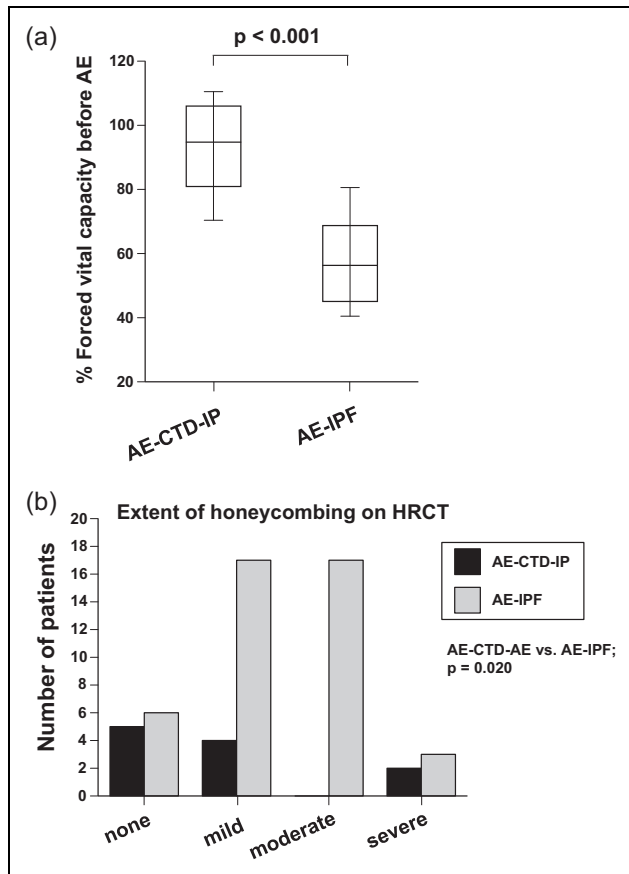 (a)
p < 0.001
% Forced vital capacity before AE
120
100
80
60
40
20
AE-CTD-IP
AE-IPF
(b)
Extent of honeycombing on HRCT
Number of patients
20
18
16
14
12
10
8
6
4
2
0
none
mild
moderate
severe
AE-CTD-IP
AE-IPF
AE-CTD-AE vs. AE-IPF;
p = 0.020